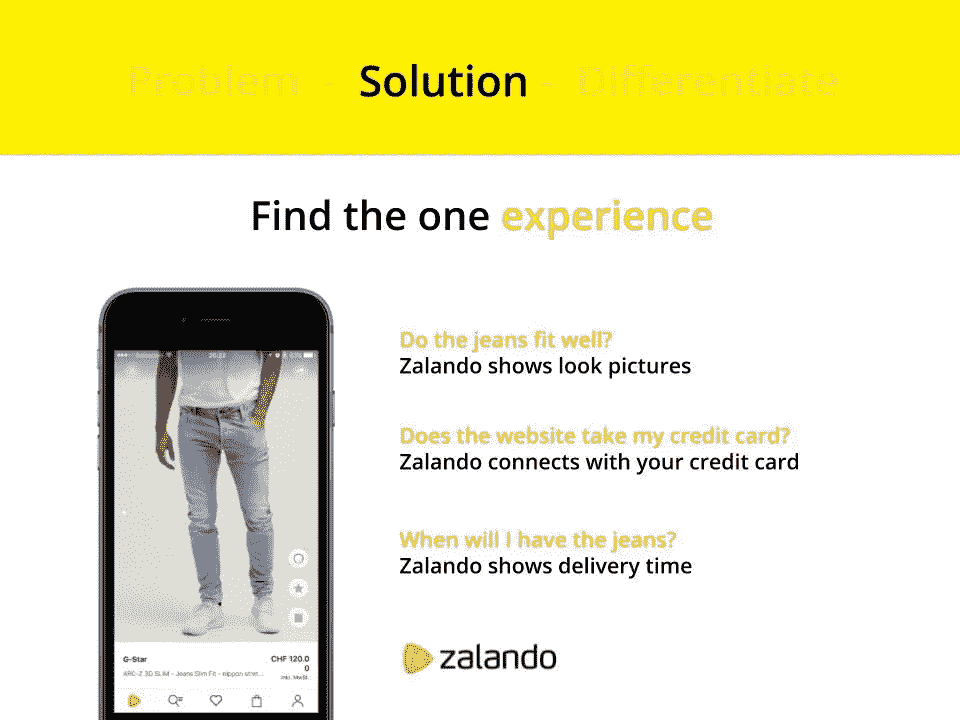 Problem - Solution - Differentiate
Find the one experience
Do the jeans fit well?
Zalando shows look pictures
Does the website take my credit card?
Zalando connects with your credit card
When will I have the jeans?
Zalando shows delivery time
zalando
G-Star
CHF 120.0
0
ARC-Z 3D SLIM - Jeans Slim Fit - nippon stret...
inkl. MwSt.